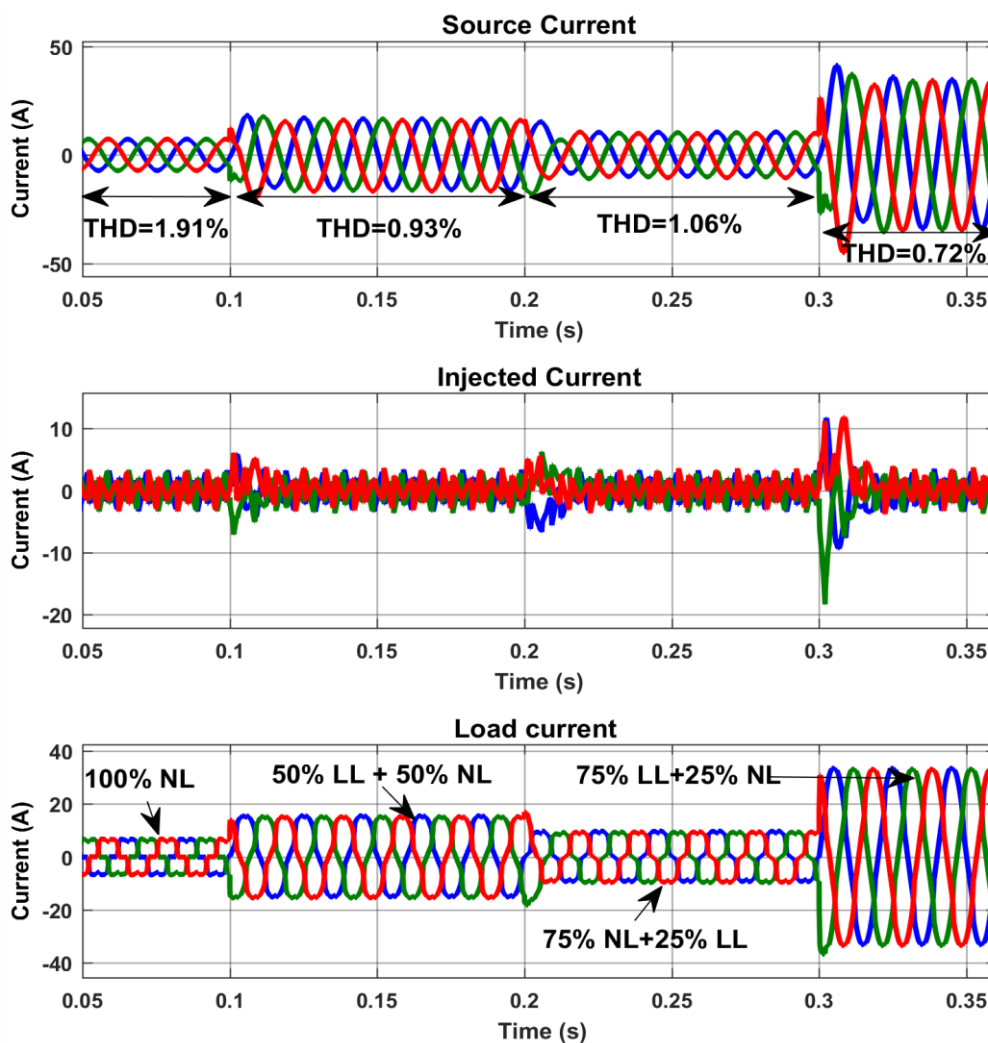 Source Current
50
0
-50
Current (A)
THD=1.91%
THD=0.93%
THD=1.06%
THD=0.72%
0.05 0.1 0.15 0.2 0.25 0.3 0.35
Time (s)
Injected Current
10
0
-10
-20
Current (A)
0.05 0.1 0.15 0.2 0.25 0.3 0.35
Time (s)
Load current
40
20
0
-20
-40
Current (A)
100% NL
50% LL + 50% NL
75% LL+25% NL
75% NL+25% LL
0.05 0.1 0.15 0.2 0.25 0.3 0.35
Time (s)